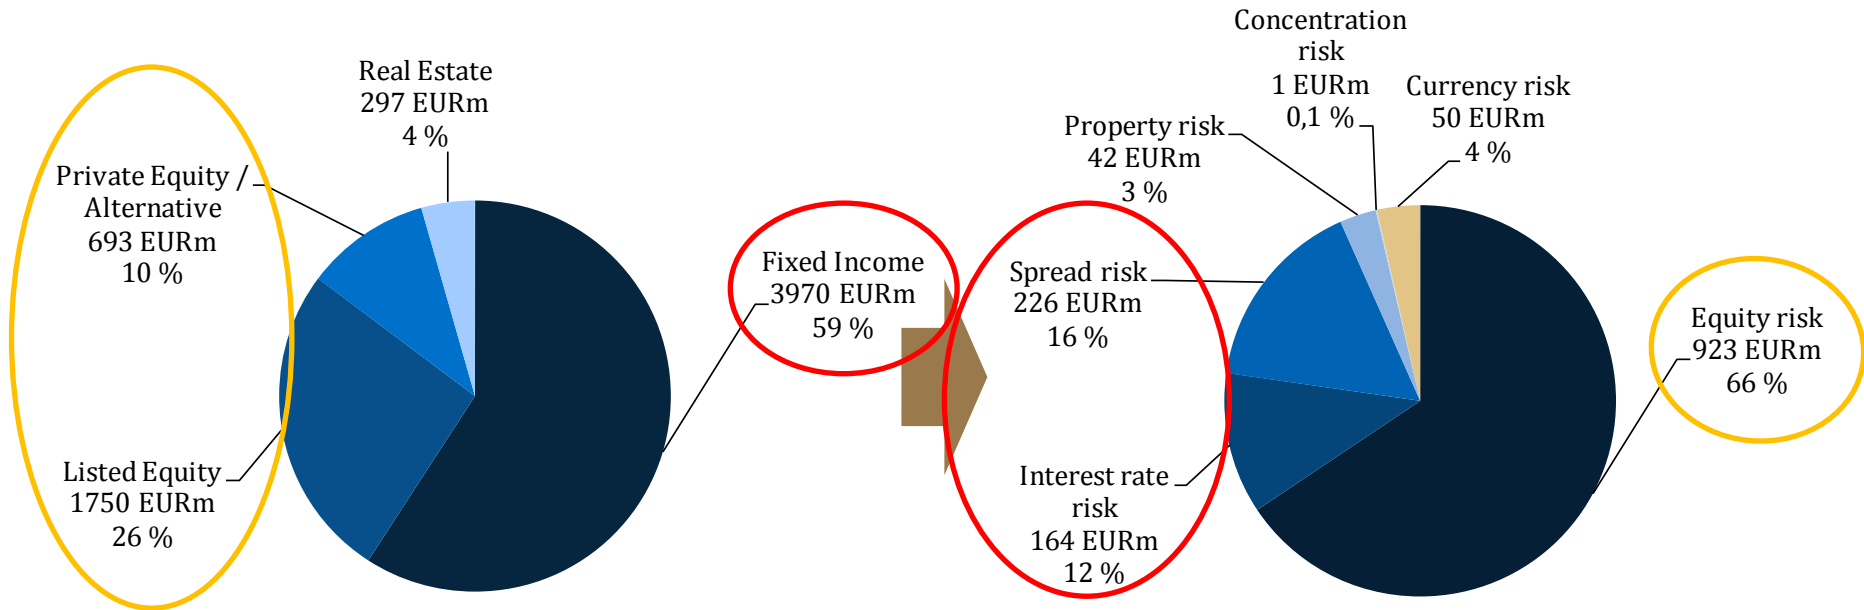 Real Estate
297 EURm
4 %
Private Equity /
Alternative
693 EURm
10 %
Listed Equity
1750 EURm
26 %
Fixed Income
3970 EURm
59 %
Concentration
risk
1 EURm
0,1 %
Currency risk
50 EURm
4 %
Property risk
42 EURm
3 %
Spread risk
226 EURm
16 %
Interest rate
risk
164 EURm
12 %
Equity risk
923 EURm
66 %